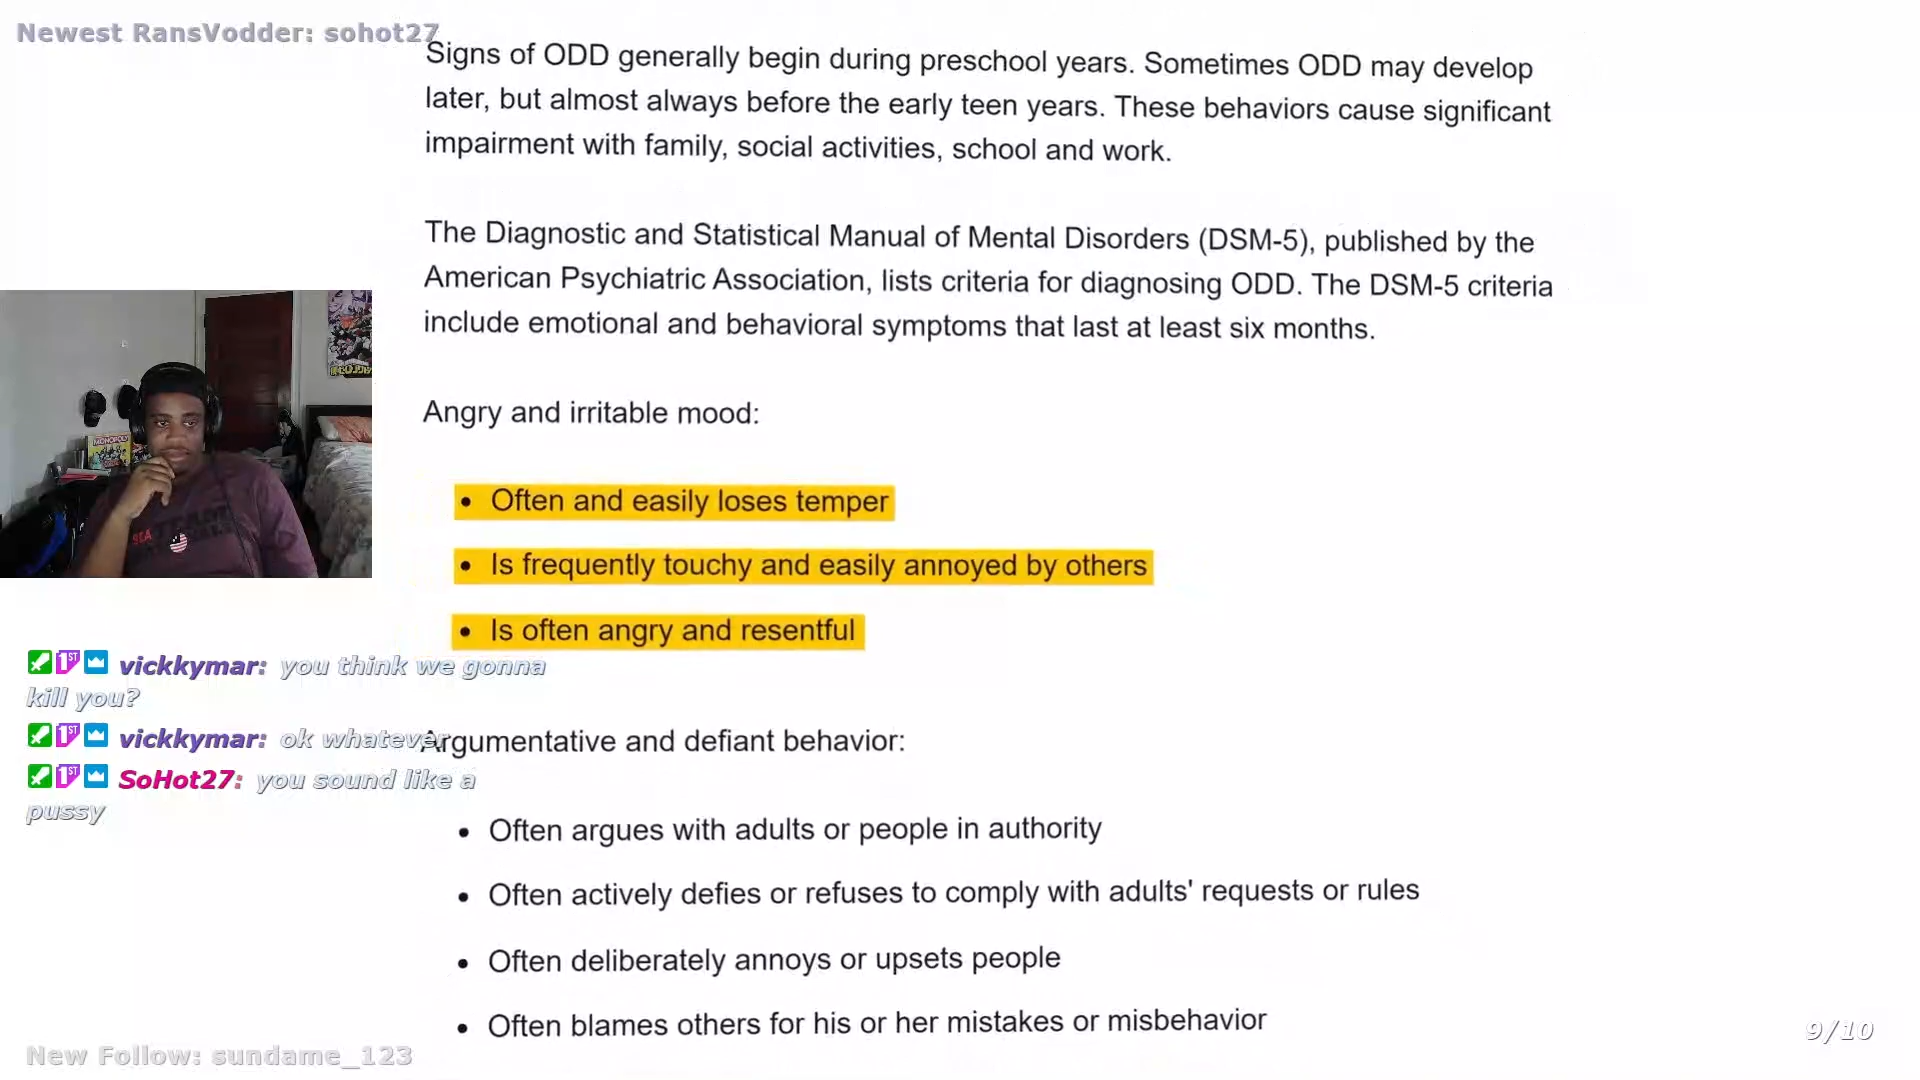 Newest RansVodder: sohot27
Signs of ODD generally begin during preschool years. Sometimes ODD may develop
later, but almost always before the early teen years. These behaviors cause significant
impairment with family, social activities, school and work.
The Diagnostic and Statistical Manual of Mental Disorders (DSM-5), published by the
American Psychiatric Association, lists criteria for diagnosing ODD. The DSM-5 criteria
include emotional and behavioral symptoms that last at least six months.
Angry and irritable mood:
• Often and easily loses temper
• Is frequently touchy and easily annoyed by others
• Is often angry and resentful
MONOPOLY
1ST vickkymar: you think we gonna
kill you?
1ST vickkymar: ok whatever
Argumentative and defiant behavior:
1ST SoHot27: you sound like a
pussy
• Often argues with adults or people in authority
• Often actively defies or refuses to comply with adults' requests or rules
• Often deliberately annoys or upsets people
• Often blames others for his or her mistakes or misbehavior
9/10
New Follow: sundame_123